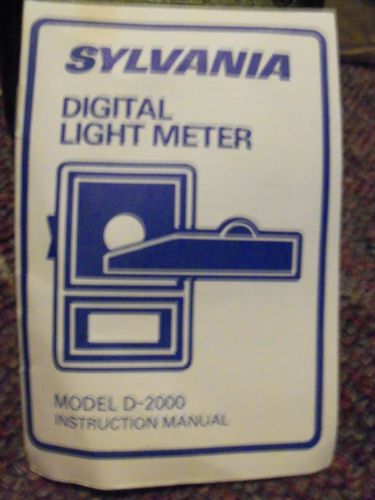 SYLVANIA
DIGITAL
LIGHT METER
MODEL D-2000
INSTRUCTION MANUAL